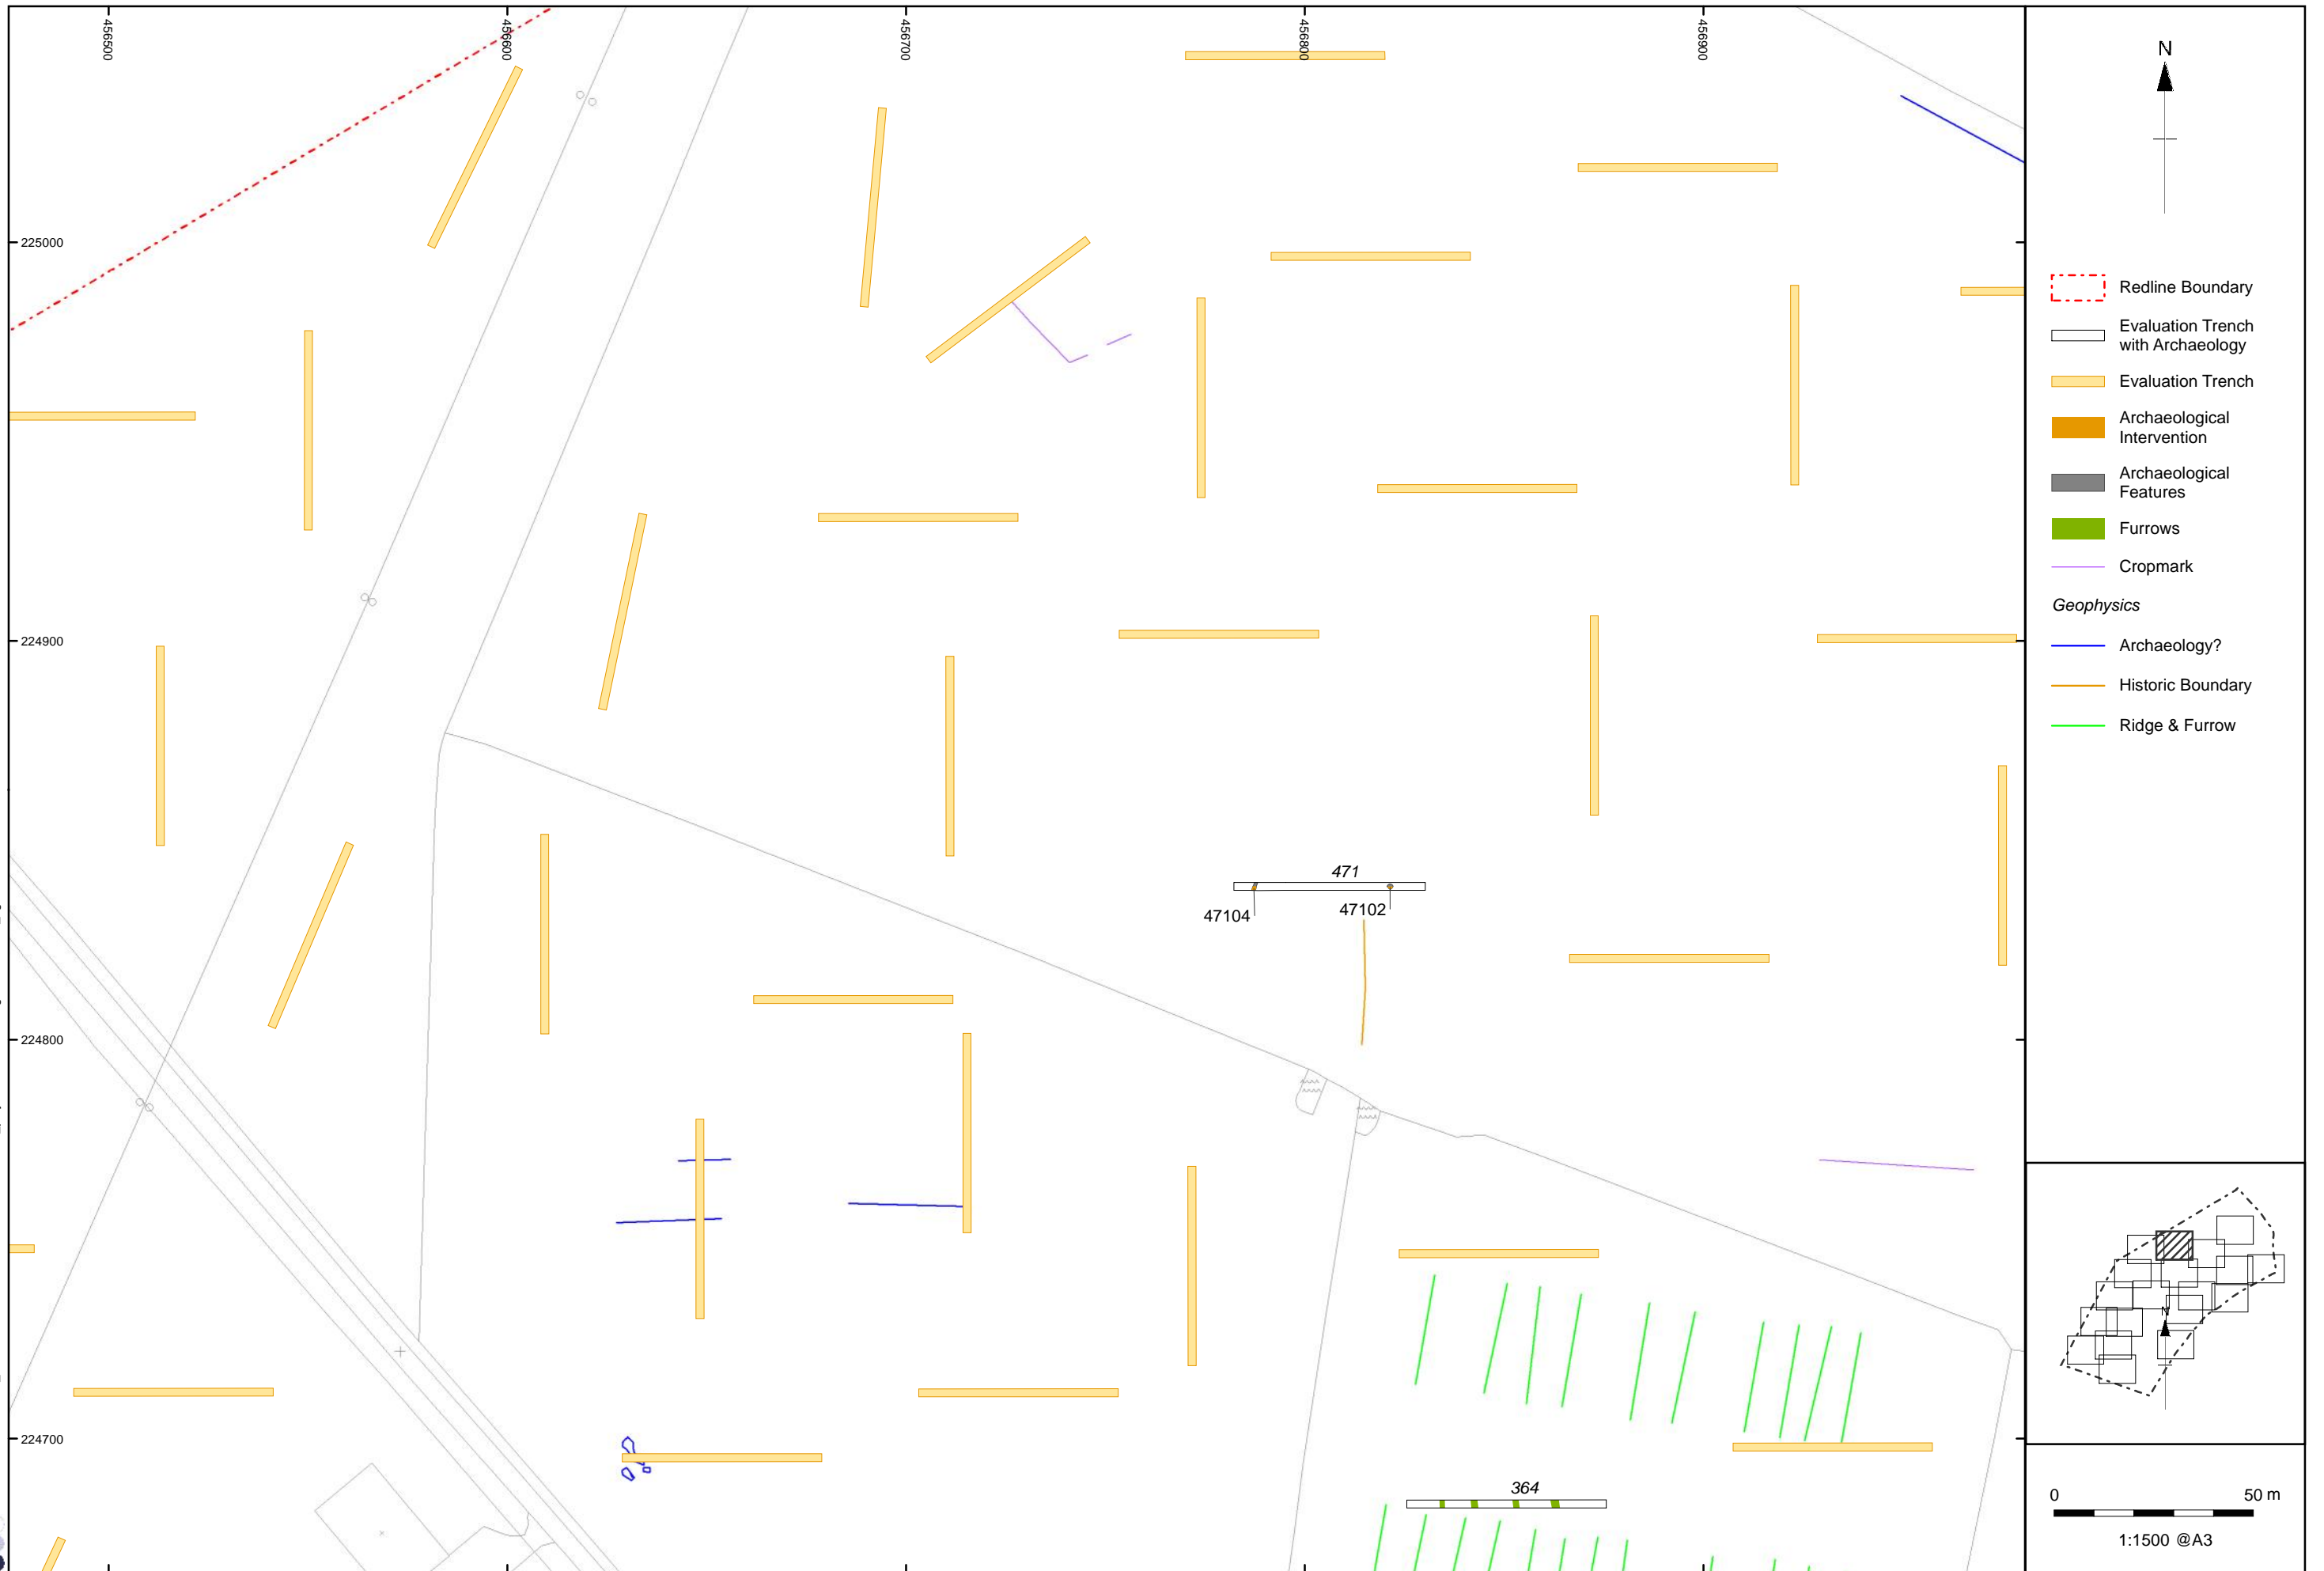 456500
456600
456700
456800
456900
225000
224900
224800
224700
471
47104
47102
364
N
Redline Boundary
Evaluation Trench
with Archaeology
Evaluation Trench
Archaeological
Intervention
Archaeological
Features
Furrows
Cropmark
Geophysics
Archaeology?
Historic Boundary
Ridge & Furrow
N
0 50 m
1:1500 @A3